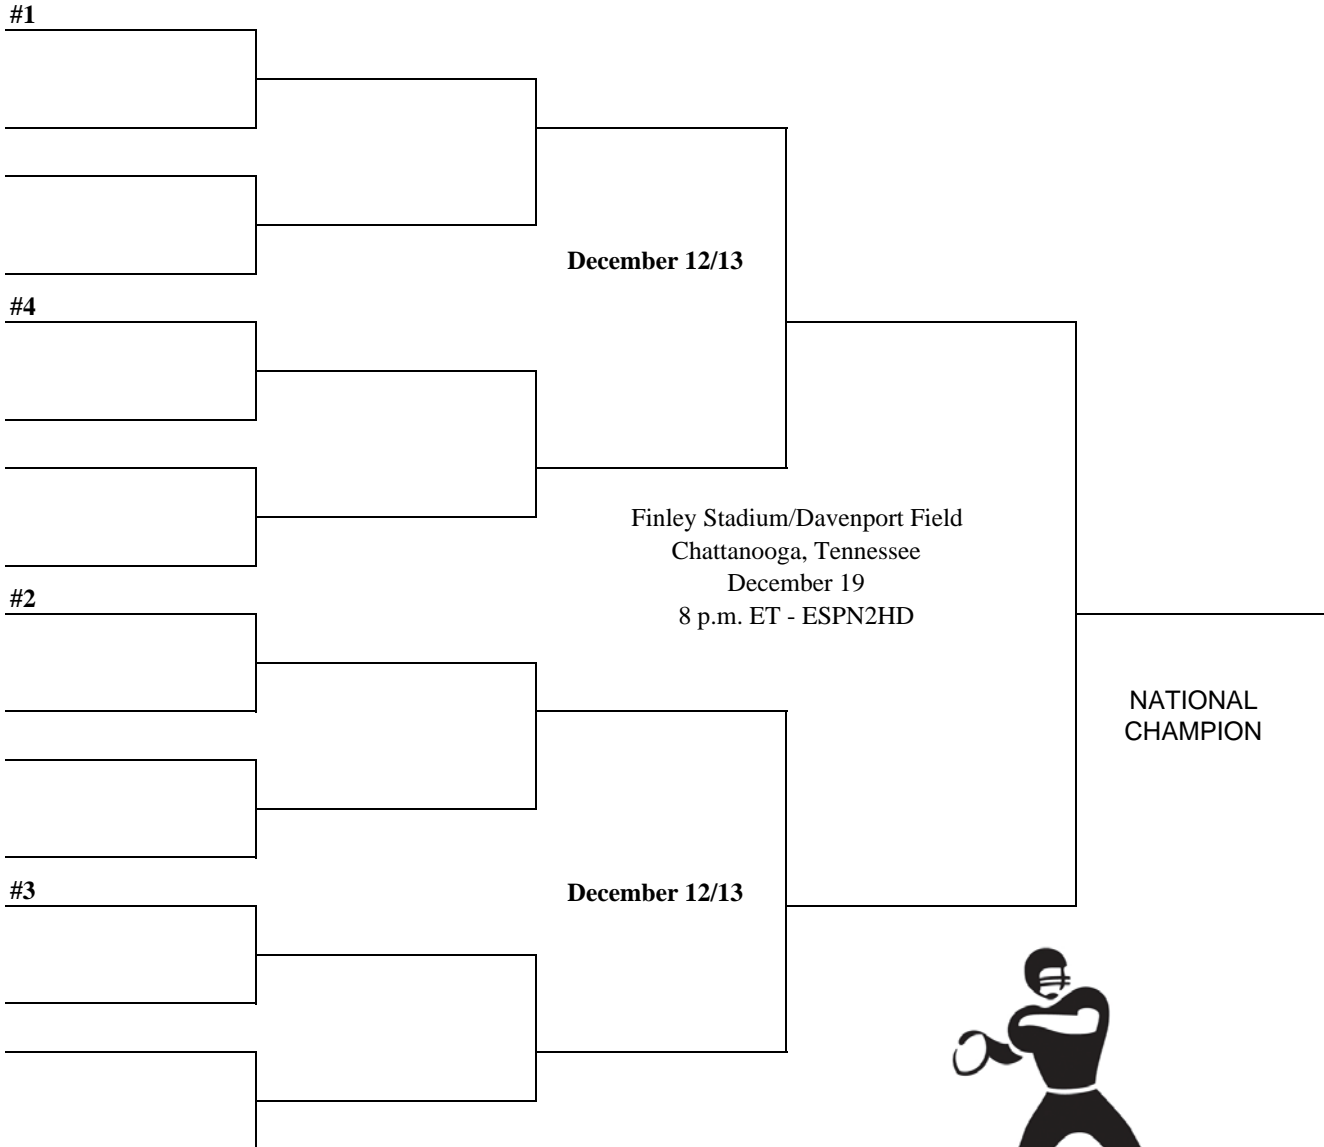 #1
December 12/13
#4
Finley Stadium/Davenport Field
Chattanooga, Tennessee
December 19
8 p.m. ET - ESPN2HD
#2
NATIONAL
CHAMPION
#3
December 12/13